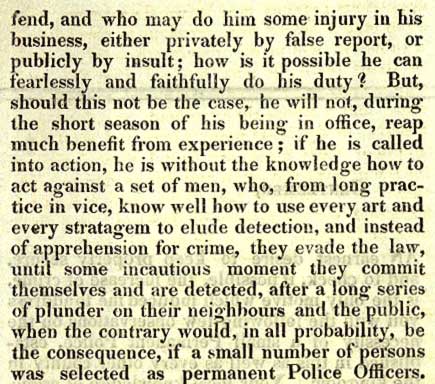 fend, and who may do him some injury in his
business, either privately by false report, or
publicly by insult; how is it possible he can
fearlessly and faithfully do his duty? But,
should this not be the case, he will not, during
the short season of his being in office, reap
much benefit from experience; if he is called
into action, he is without the knowledge how to
act against a set of men, who, from long prac-
tice in vice, know well how to use every art and
every stratagem to elude detection, and instead
of apprehension for crime, they evade the law,
until some incautious moment they commit
themselves and are detected, after a long series
of plunder on their neighbours and the public,
when the contrary would, in all probability, be
the consequence, if a small number of persons
was selected as permanent Police Officers.